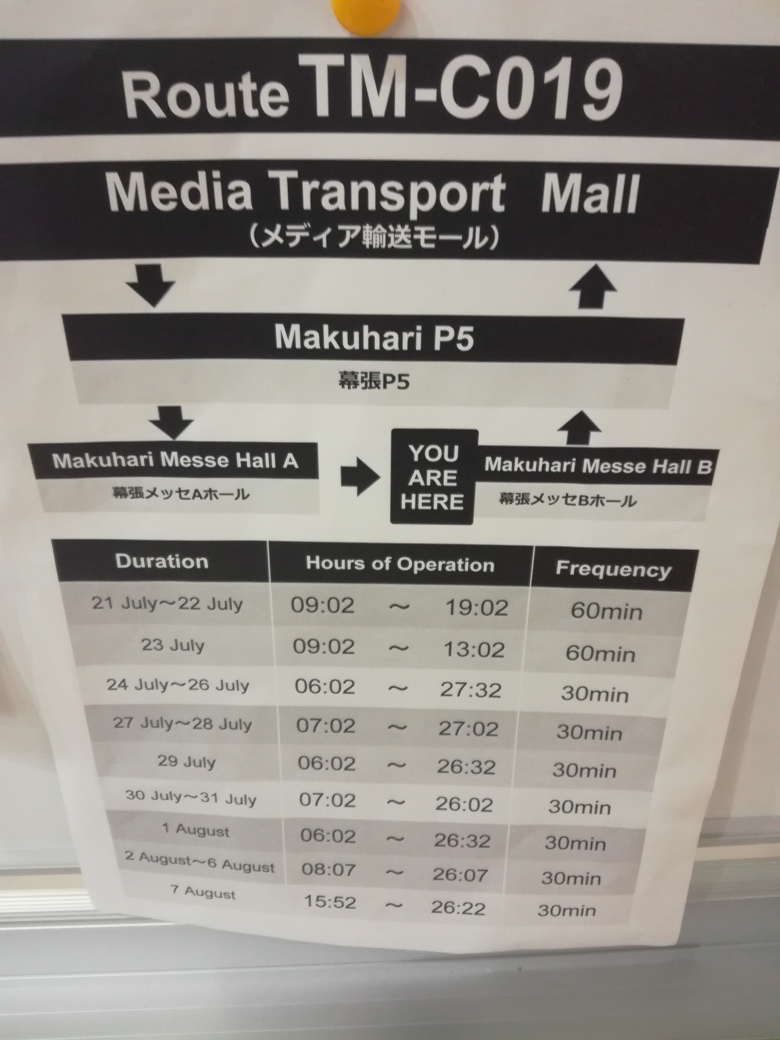 Route TM-C019
Media Transport Mall
（メディア輸送モール）
Makuhari P5
幕張P5
Makuhari Messe Hall A
幕張メッセAホール
YOU
ARE
HERE
Makuhari Messe Hall B
幕張メッセBホール
Duration Hours of Operation Frequency
21 July～22 July 09:02 ～ 19:02 60min
23 July 09:02 ～ 13:02 60min
24 July～26 July 06:02 ～ 27:32 30min
27 July～28 July 07:02 ～ 27:02 30min
29 July 06:02 ～ 26:32 30min
30 July～31 July 07:02 ～ 26:02 30min
1 August 06:02 ～ 26:32 30min
2 August～6 August 08:07 ～ 26:07 30min
7 August 15:52 ～ 26:22 30min